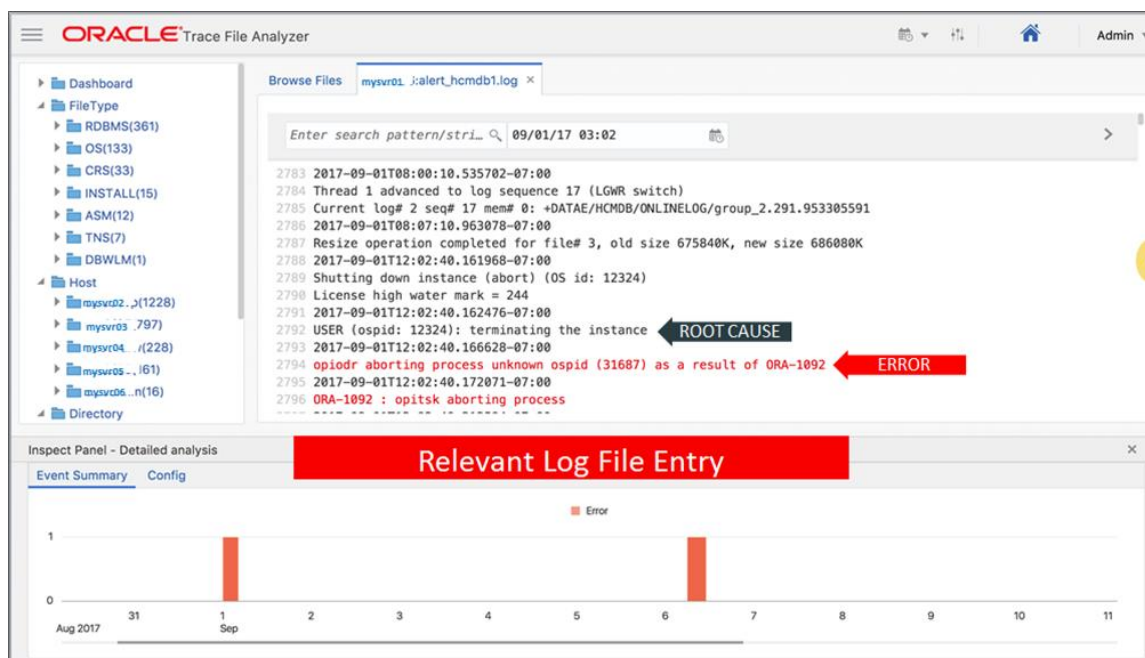 ORACLE Trace File Analyzer
Admin
Dashboard
FileType
RDBMS(361)
OS(133)
CRS(33)
INSTALL(15)
ASM(12)
TNS(7)
DBWLM(1)
Host
mysvr02 (1228)
mysvr03 797)
mysvr04 (228)
mysvr05 61)
mysvr06 n(16)
Directory
Browse Files mysvr01 :alert_hcmdb1.log ×
Enter search pattern/stri… 09/01/17 03:02
2783 2017-09-01T08:00:10.535702-07:00
2784 Thread 1 advanced to log sequence 17 (LGWR switch)
2785 Current log# 2 seq# 17 mem# 0: +DATAE/HCMDB/ONLINELOG/group_2.291.953305591
2786 2017-09-01T08:07:10.963078-07:00
2787 Resize operation completed for file# 3, old size 675840K, new size 686080K
2788 2017-09-01T12:02:40.161968-07:00
2789 Shutting down instance (abort) (OS id: 12324)
2790 License high water mark = 244
2791 2017-09-01T12:02:40.162476-07:00
2792 USER (ospid: 12324): terminating the instance ROOT CAUSE
2793 2017-09-01T12:02:40.166628-07:00
2794 opiodr aborting process unknown ospid (31687) as a result of ORA-1092 ERROR
2795 2017-09-01T12:02:40.172071-07:00
2796 ORA-1092 : opitsk aborting process
Inspect Panel - Detailed analysis
Relevant Log File Entry
Event Summary Config
Error
1
0
31 1 2 3 4 5 6 7 8 9 10 11
Aug 2017 Sep